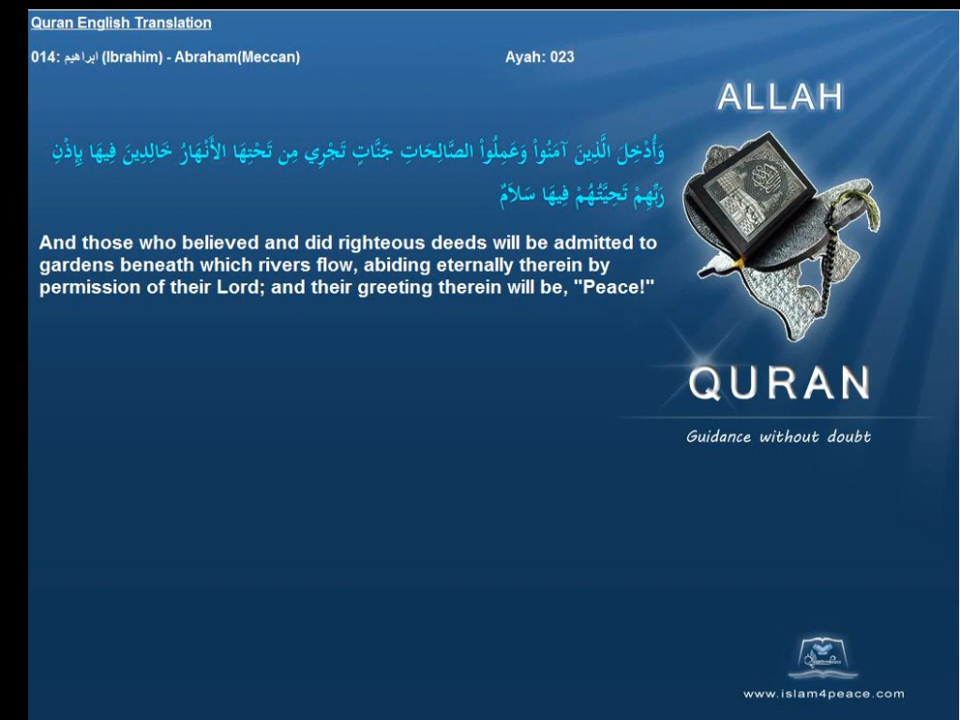 Quran English Translation
014: ابراهيم (Ibrahim) - Abraham(Meccan) Ayah: 023
ALLAH
وَأُدْخِلَ الَّذِينَ آمَنُواْ وَعَمِلُواْ الصَّالِحَاتِ جَنَّاتٍ تَجْرِي مِن تَحْتِهَا الأَنْهَارُ خَالِدِينَ فِيهَا بِإِذْنِ
رَبِّهِمْ تَحِيَّتُهُمْ فِيهَا سَلاَمٌ
And those who believed and did righteous deeds will be admitted to
gardens beneath which rivers flow, abiding eternally therein by
permission of their Lord; and their greeting therein will be, "Peace!"
QURAN
Guidance without doubt
www.islam4peace.com